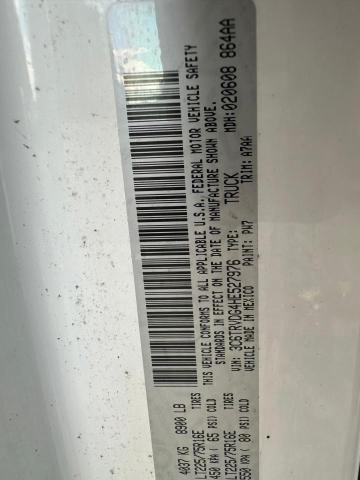 4037 KG 8900 LB
LT225/75R16E TIRES
450 KPA ( 65 PSI) COLD
LT225/75R16E TIRES
550 KPA ( 80 PSI) COLD
THIS VEHICLE CONFORMS TO ALL APPLICABLE U.S.A. FEDERAL MOTOR VEHICLE SAFETY
STANDARDS IN EFFECT ON THE DATE OF MANUFACTURE SHOWN ABOVE.
VIN: 3C6TRVDG4HE527976 TYPE: TRUCK MDH: 020608 864AA
VEHICLE MADE IN MEXICO PAINT: PW7 TRIM: A7AA